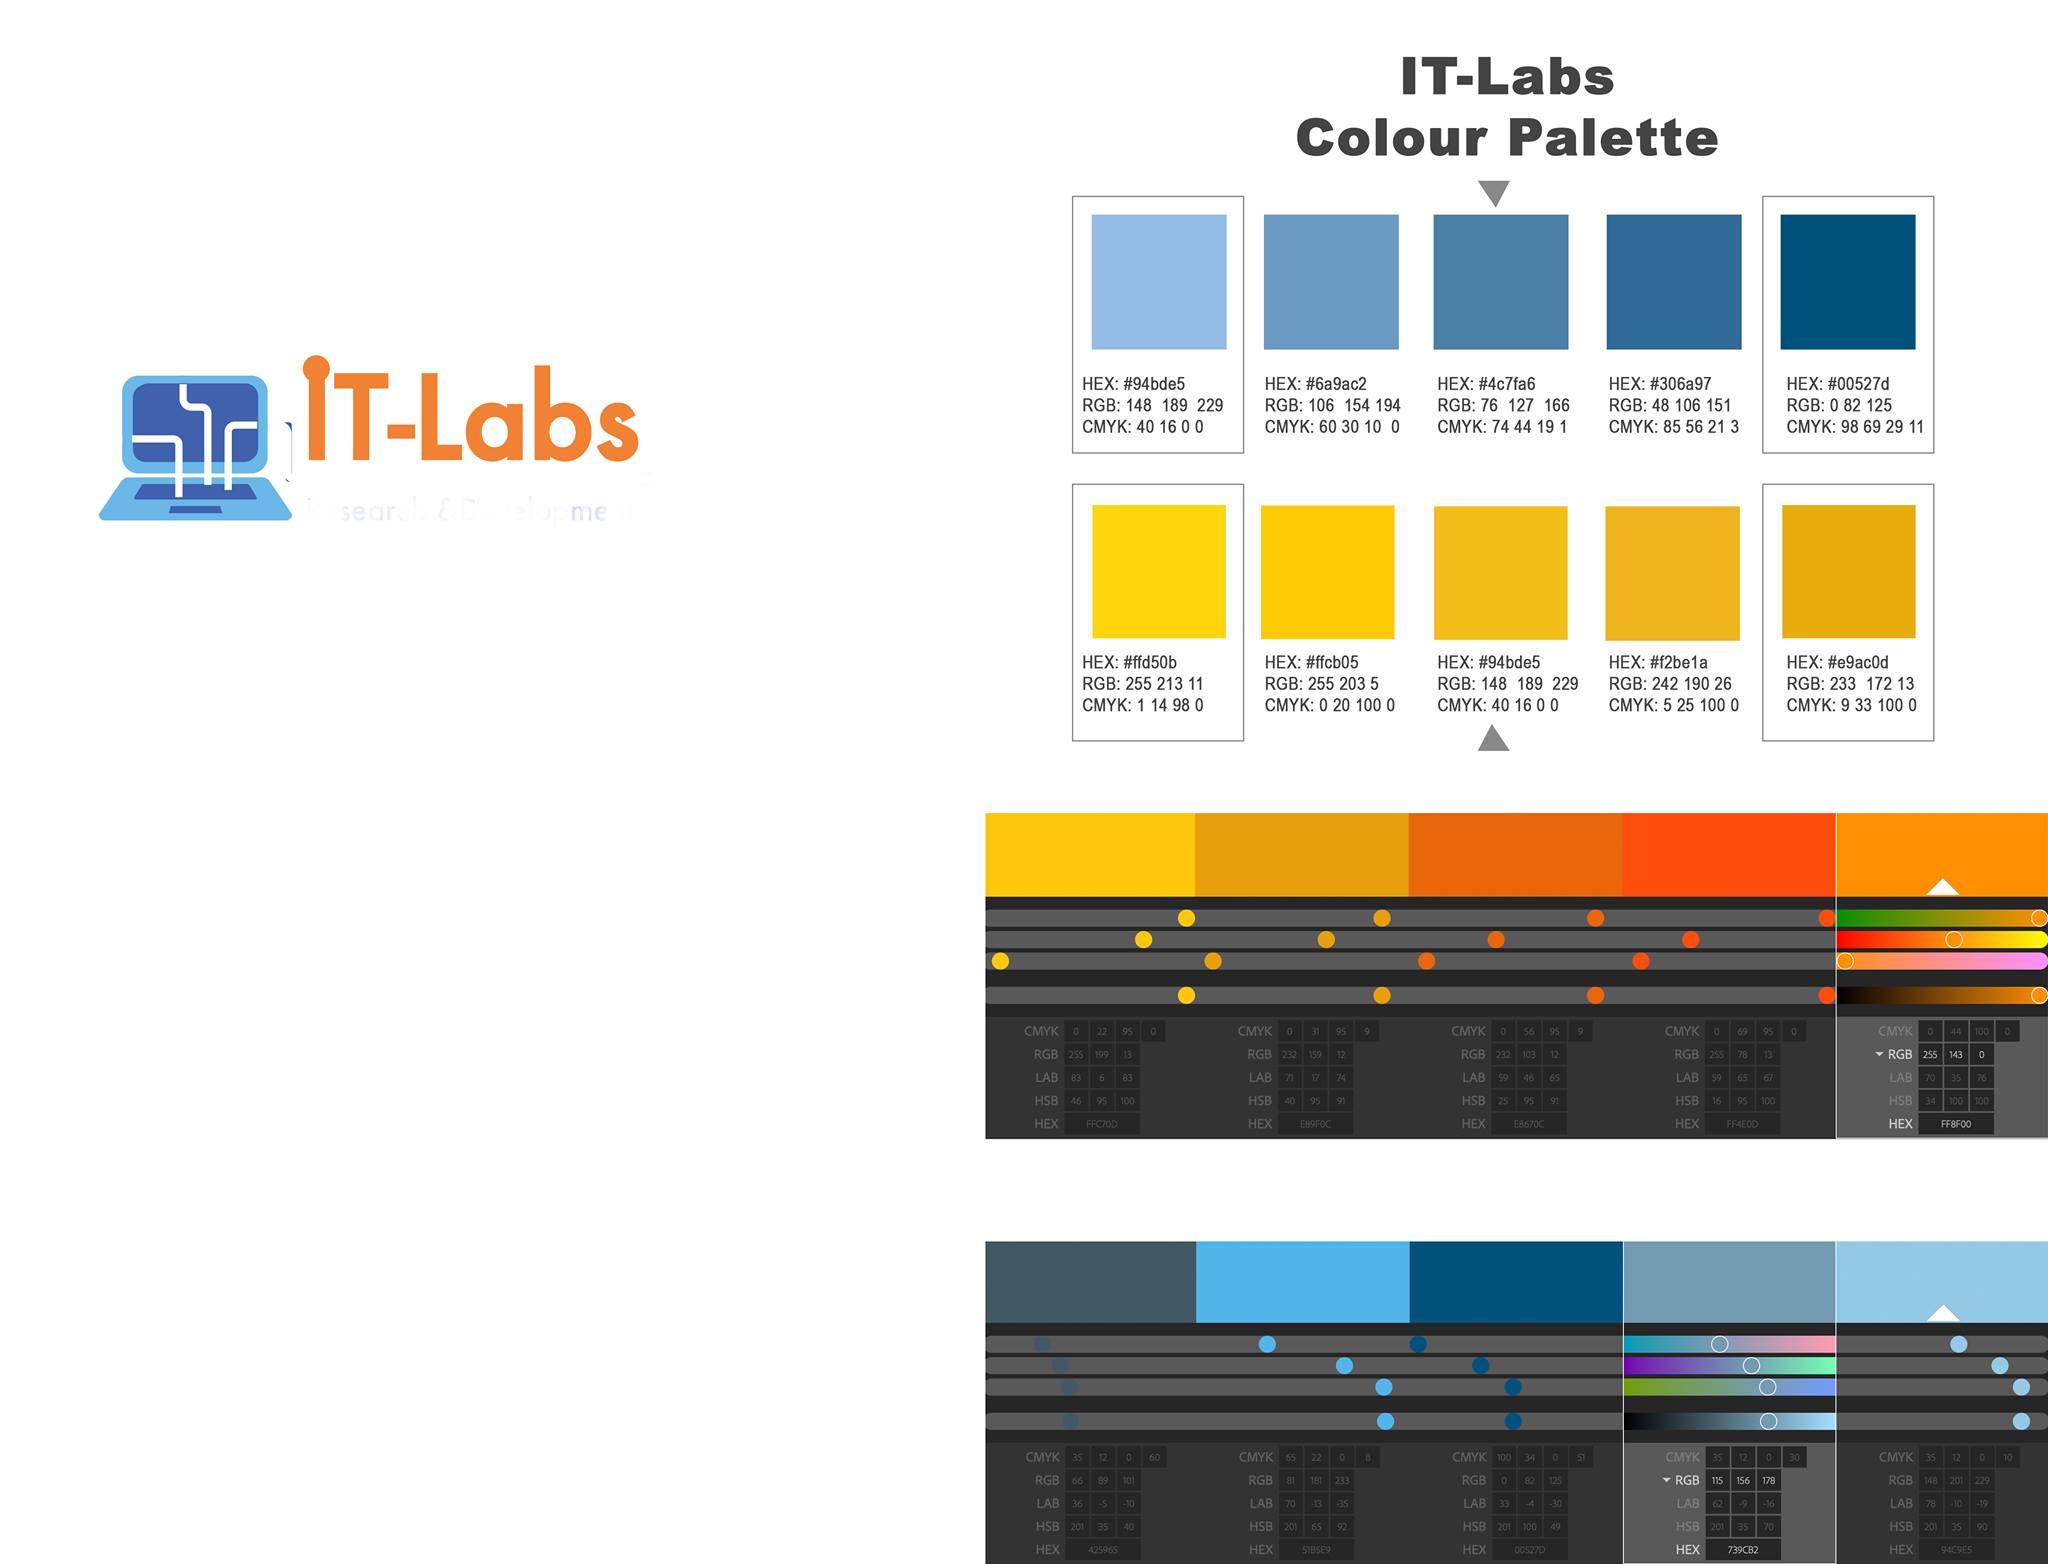 IT-Labs
Colour Palette
HEX: #94bde5
RGB: 148 189 229
CMYK: 40 16 0 0
HEX: #6a9ac2
RGB: 106 154 194
CMYK: 60 30 10 0
HEX: #4c7fa6
RGB: 76 127 166
CMYK: 74 44 19 1
HEX: #306a97
RGB: 48 106 151
CMYK: 85 56 21 3
HEX: #00527d
RGB: 0 82 125
CMYK: 98 69 29 11
iT-Labs
Research & Development
HEX: #ffd50b
RGB: 255 213 11
CMYK: 1 14 98 0
HEX: #ffcb05
RGB: 255 203 5
CMYK: 0 20 100 0
HEX: #94bde5
RGB: 148 189 229
CMYK: 40 16 0 0
HEX: #f2be1a
RGB: 242 190 26
CMYK: 5 25 100 0
HEX: #e9ac0d
RGB: 233 172 13
CMYK: 9 33 100 0
CMYK 0 22 95 0
RGB 255 199 13
LAB 83 6 83
HSB 46 95 100
HEX FFC70D
CMYK 0 31 95 9
RGB 232 159 12
LAB 71 17 74
HSB 40 95 91
HEX E89F0C
CMYK 0 56 95 9
RGB 232 103 12
LAB 59 46 65
HSB 25 95 91
HEX E8670C
CMYK 0 69 95 0
RGB 255 78 13
LAB 59 65 67
HSB 16 95 100
HEX FF4E0D
CMYK 0 44 100 0
RGB 255 143 0
LAB 70 35 76
HSB 34 100 100
HEX FF8F00
CMYK 35 12 0 60
RGB 66 89 101
LAB 36 -5 -10
HSB 201 35 40
HEX 425965
CMYK 65 22 0 8
RGB 81 181 233
LAB 70 -13 -35
HSB 201 65 92
HEX 51B5E9
CMYK 100 34 0 51
RGB 0 82 125
LAB 33 -4 -30
HSB 201 100 49
HEX 00527D
CMYK 35 12 0 30
RGB 115 156 178
LAB 62 -9 -16
HSB 201 35 70
HEX 739CB2
CMYK 35 12 0 10
RGB 148 201 229
LAB 78 -10 -19
HSB 201 35 90
HEX 94C9E5